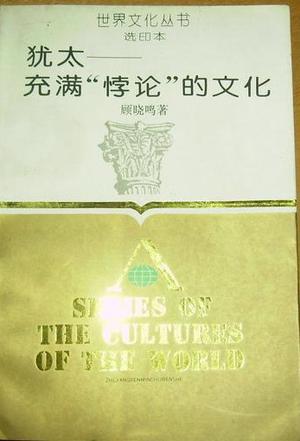 世界文化丛书
选印本
犹太——
充满“悖论”的文化
顾晓鸣著
SERIES OF
THE CULTURES
OF THE WORLD
ZHEJIANGRENMINCHUBANSHE